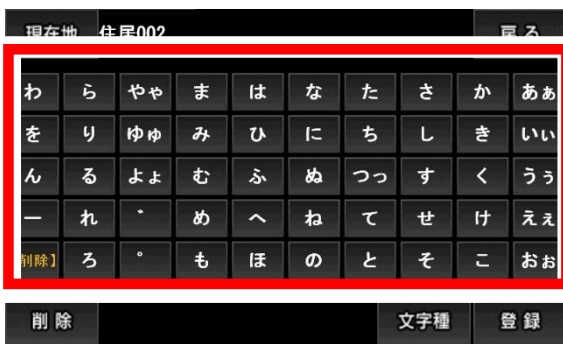 現在地 住居002 戻る
わ ら やゃ ま は な た さ か あぁ
を り ゆゅ み ひ に ち し き いぃ
ん る よょ む ふ ぬ つっ す く うぅ
ー れ ゛ め へ ね て せ け えぇ
削除】 ろ ゜ も ほ の と そ こ おぉ
削除 文字種 登録